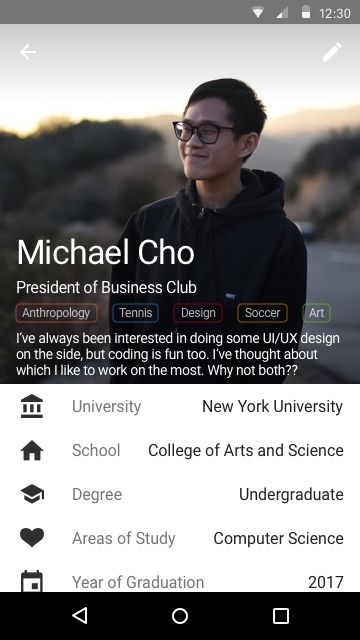 12:30
Michael Cho
President of Business Club
Anthropology Tennis Design Soccer Art
I've always been interested in doing some UI/UX design
on the side, but coding is fun too. I've thought about
which I like to work on the most. Why not both??
University New York University
School College of Arts and Science
Degree Undergraduate
Areas of Study Computer Science
Year of Graduation 2017